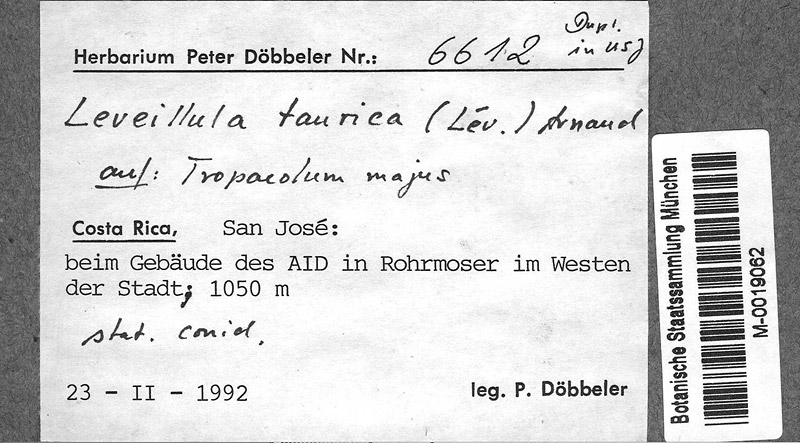 Dupl.
in USJ
Herbarium Peter Döbbeler Nr.: 6612
Leveillula taurica (Lév.) Arnaud
auf: Tropaeolum majus
Costa Rica, San José:
beim Gebäude des AID in Rohrmoser im Westen
der Stadt; 1050 m
stat. conid.
23 - II - 1992 leg. P. Döbbeler
Botanische Staatssammlung München
M-0019062